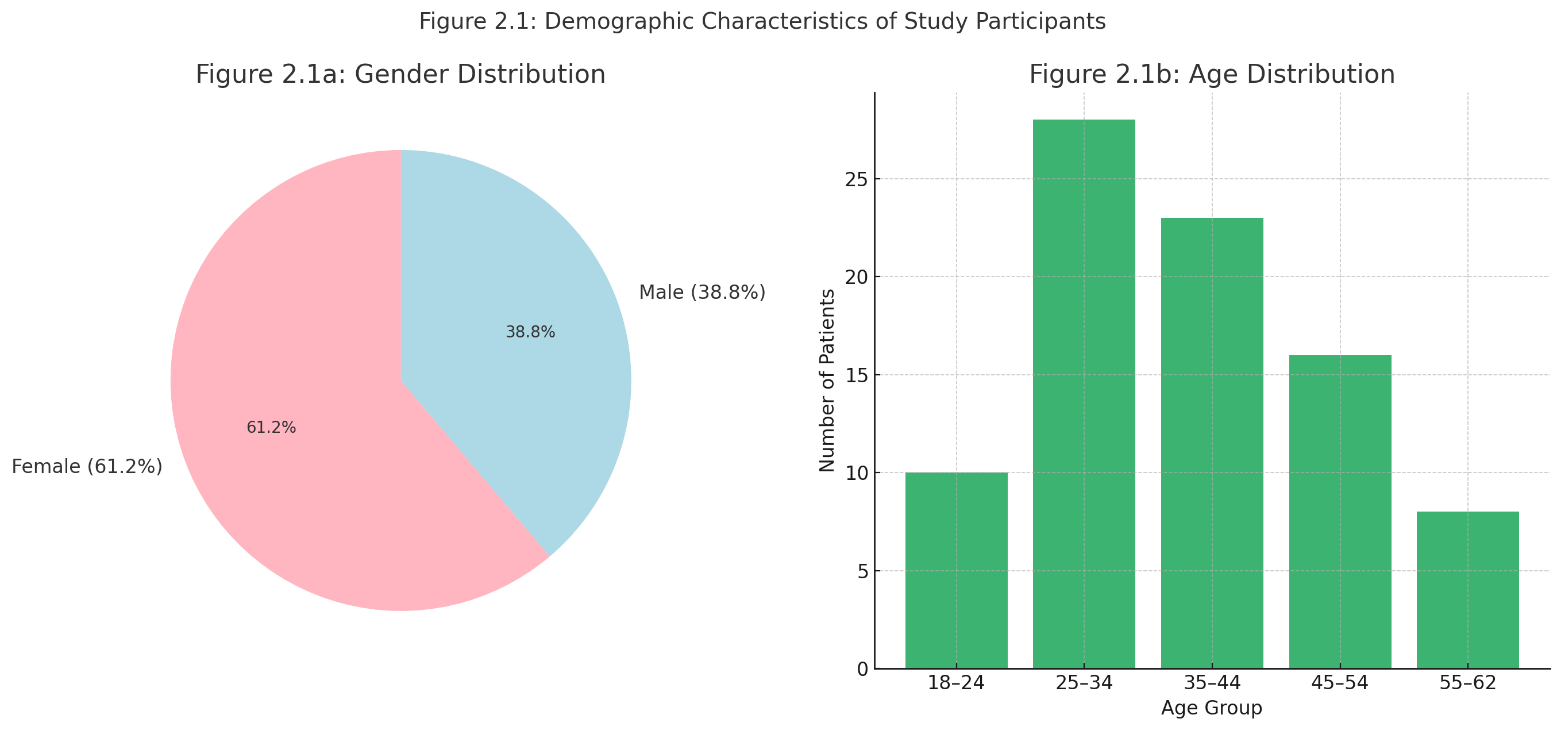 Figure 2.1: Demographic Characteristics of Study Participants
Figure 2.1a: Gender Distribution
Male (38.8%)
38.8%
61.2%
Female (61.2%)
Figure 2.1b: Age Distribution
Number of Patients
25
20
15
10
5
0
18–24 25–34 35–44 45–54 55–62
Age Group